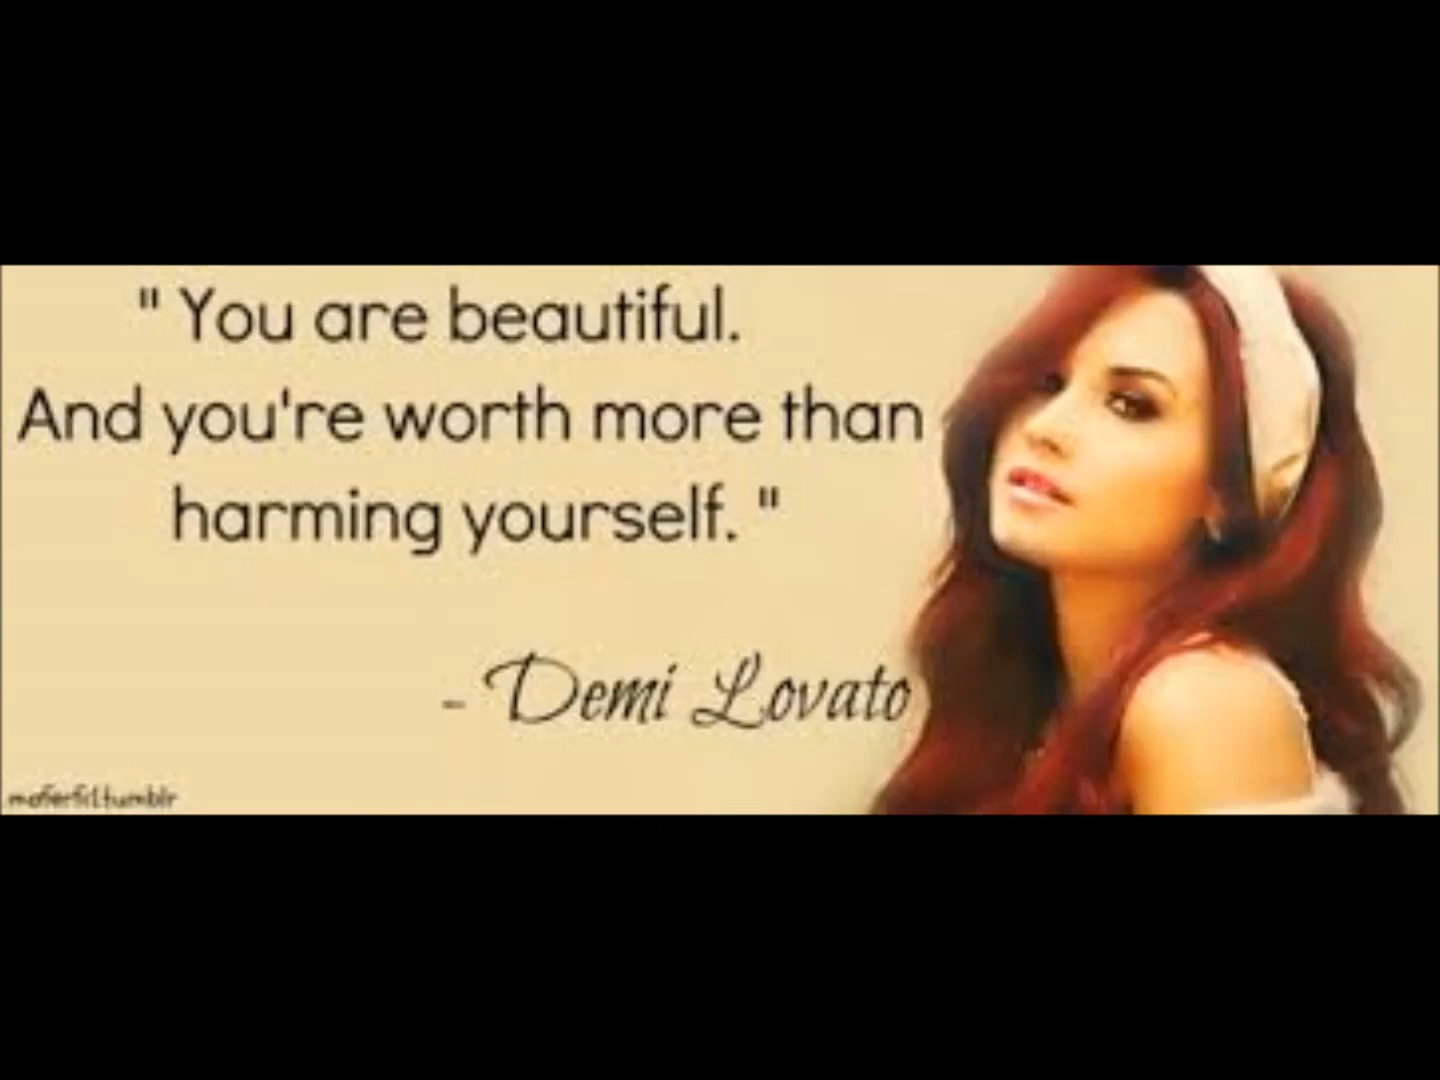 " You are beautiful.
And you're worth more than
harming yourself. "
- Demi Lovato